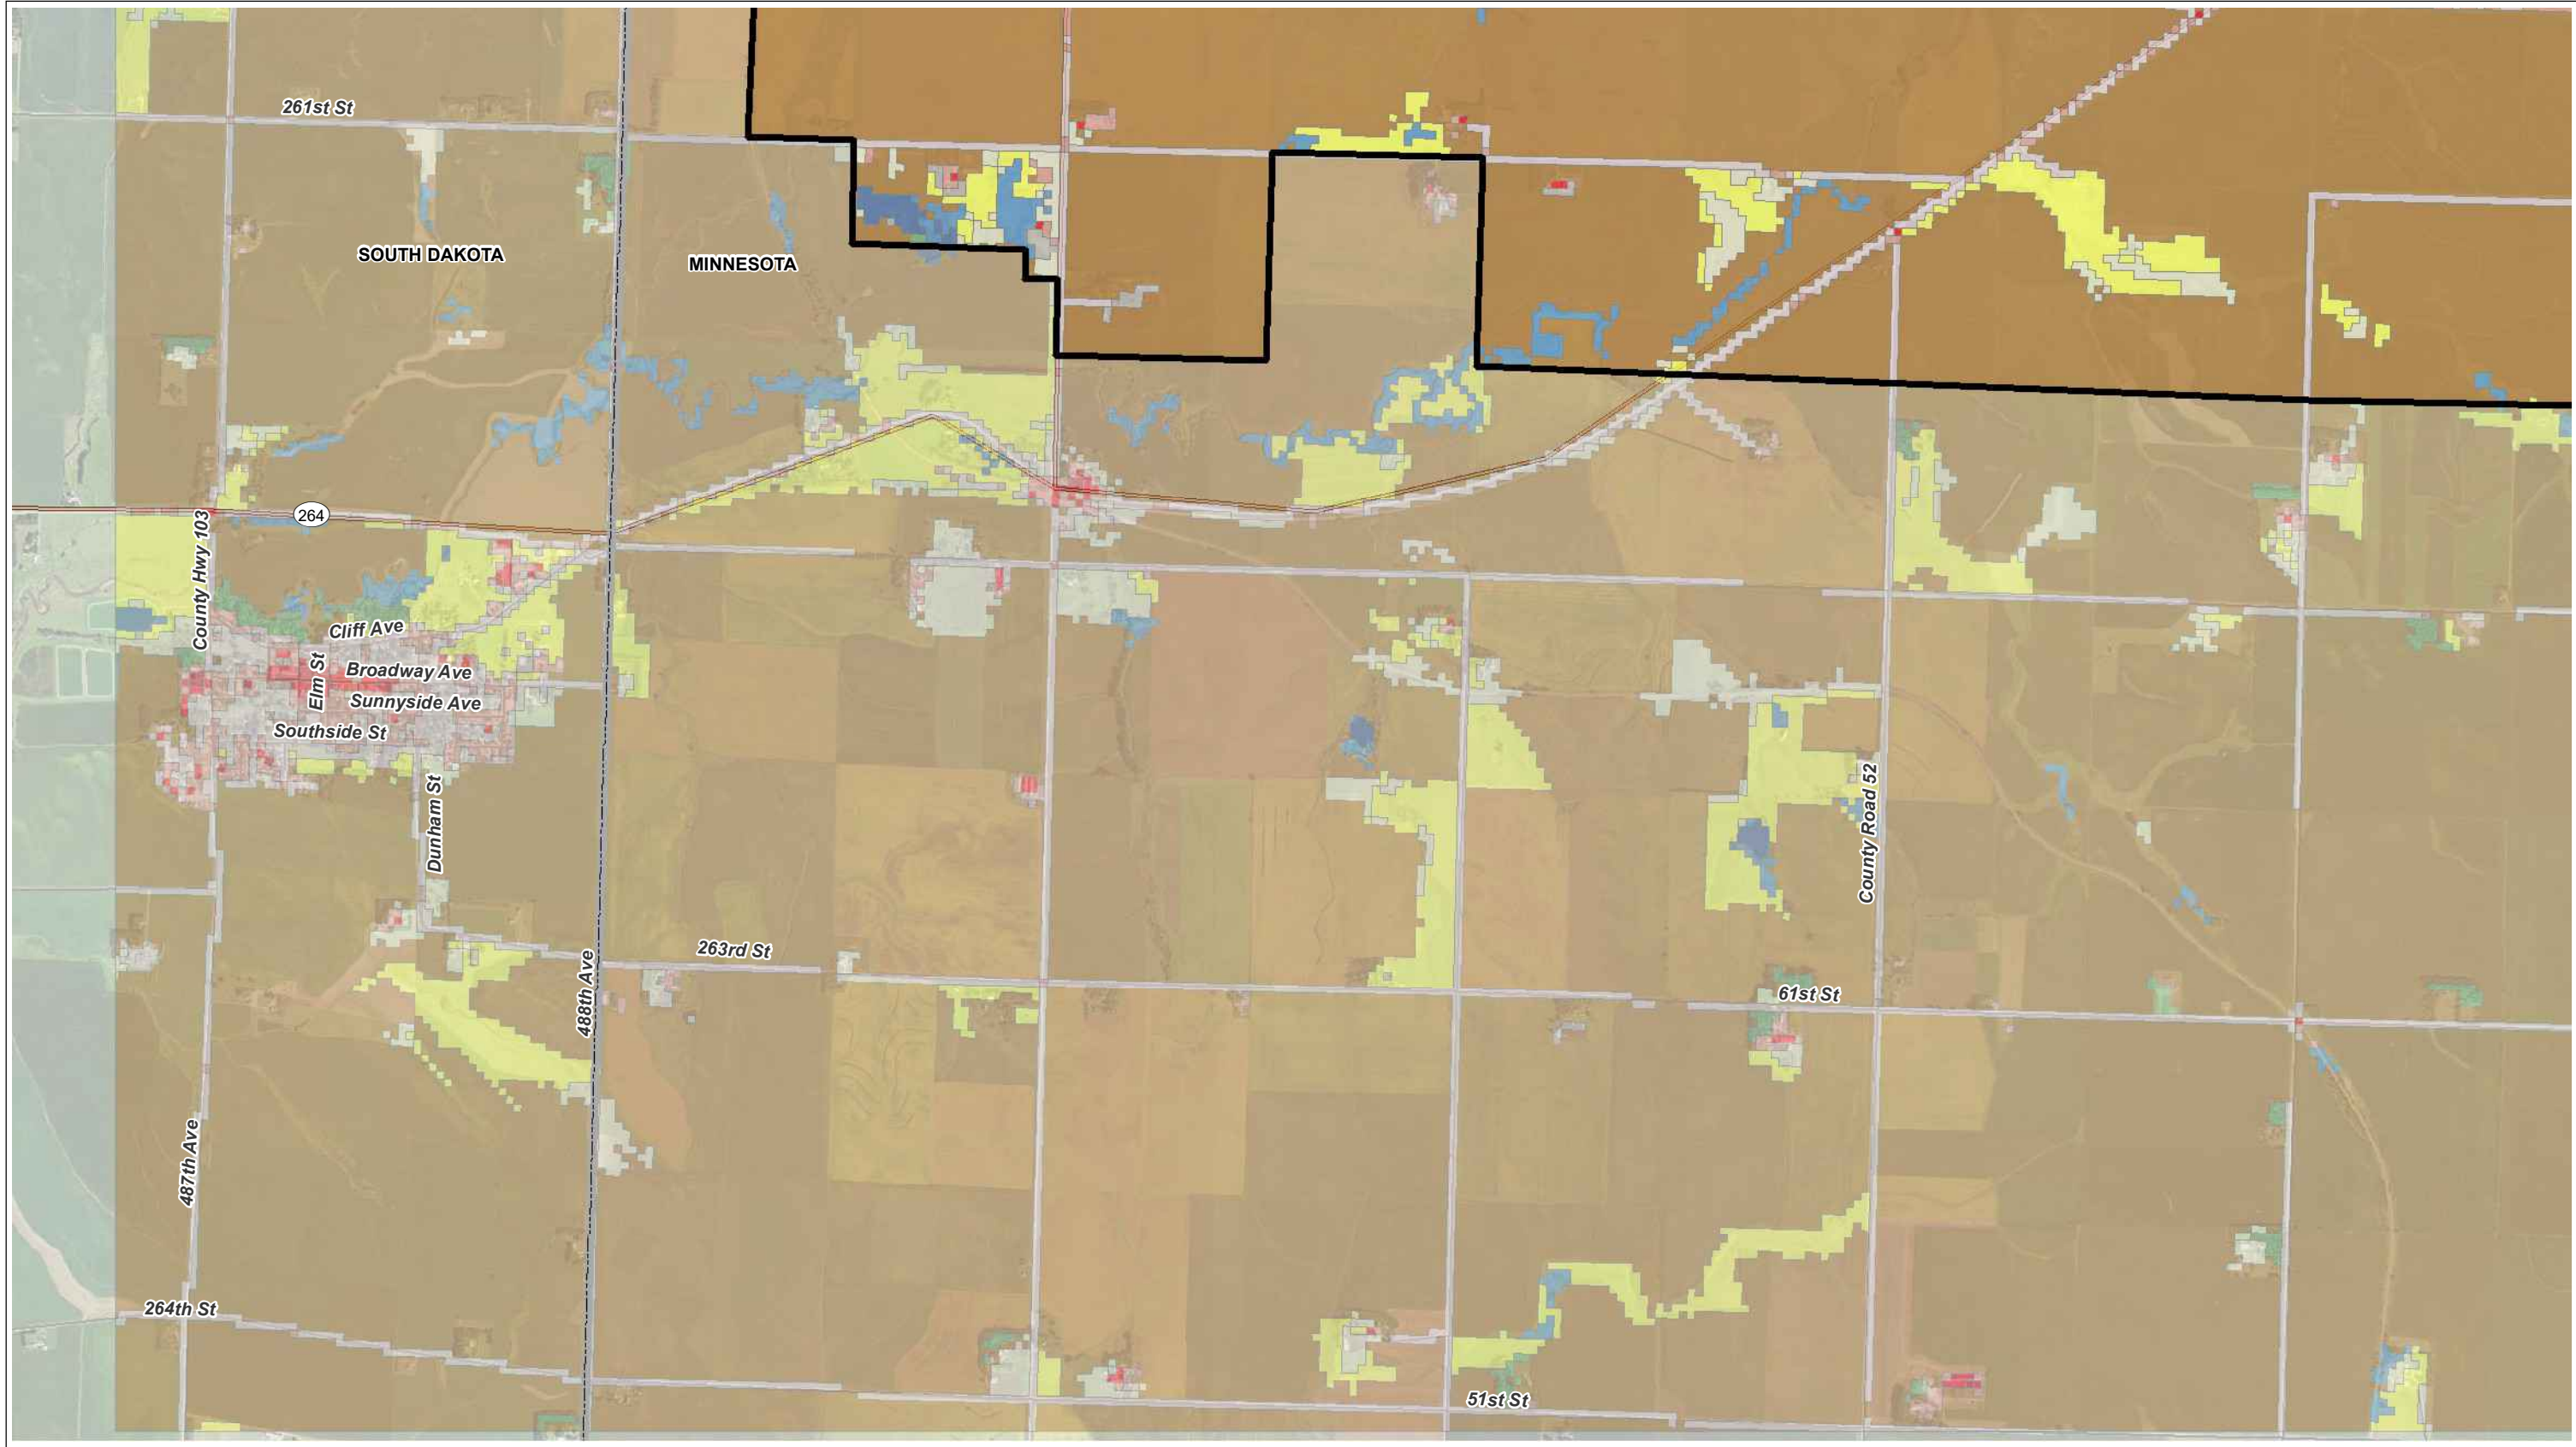 261st St
SOUTH DAKOTA
MINNESOTA
264
County Hwy 103
Cliff Ave
Elm St
Broadway Ave
Sunnyside Ave
Southside St
Dunham St
County Road 52
263rd St
488th Ave
61st St
487th Ave
264th St
51st St